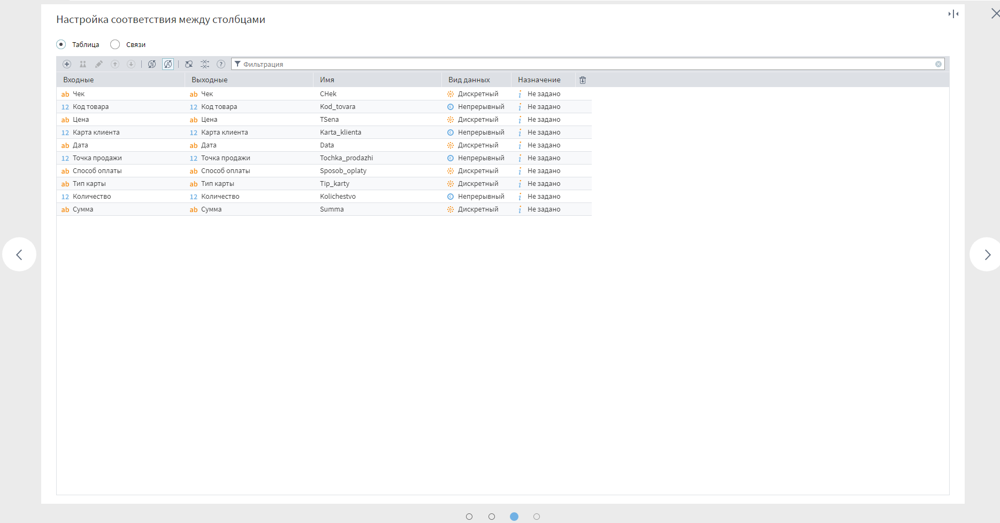 Настройка соответствия между столбцами
Таблица Связи
Фильтрация
Входные Выходные Имя Вид данных Назначение
ab Чек ab Чек CHek Дискретный i Не задано
12 Код товара 12 Код товара Kod_tovara Непрерывный i Не задано
ab Цена ab Цена TSena Дискретный i Не задано
12 Карта клиента 12 Карта клиента Karta_klienta Непрерывный i Не задано
ab Дата ab Дата Data Дискретный i Не задано
12 Точка продажи 12 Точка продажи Tochka_prodazhi Непрерывный i Не задано
ab Способ оплаты ab Способ оплаты Sposob_oplaty Дискретный i Не задано
ab Тип карты ab Тип карты Tip_karty Дискретный i Не задано
12 Количество 12 Количество Kolichestvo Непрерывный i Не задано
ab Сумма ab Сумма Summa Дискретный i Не задано